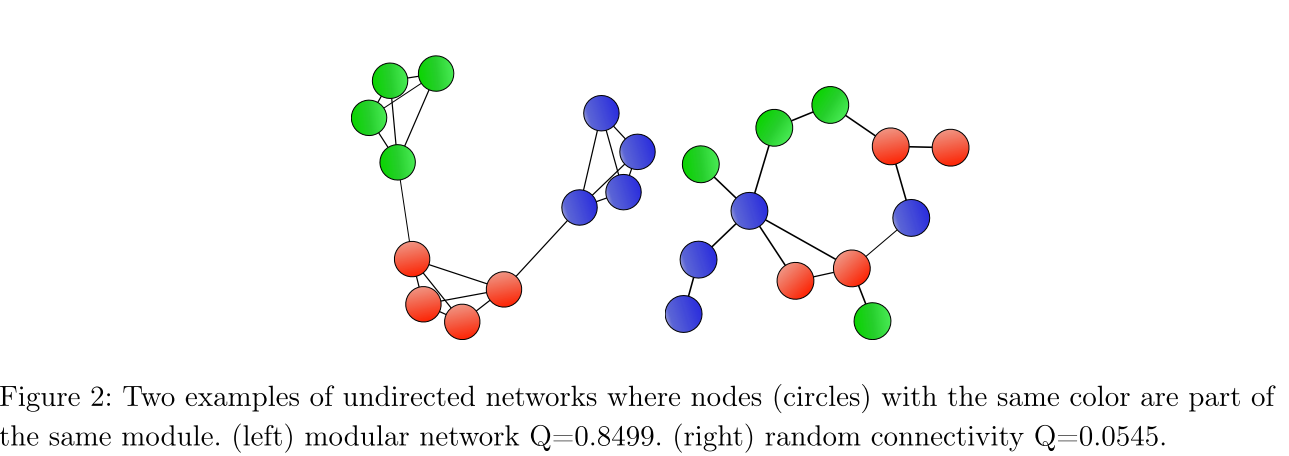 Figure 2: Two examples of undirected networks where nodes (circles) with the same color are part of
the same module. (left) modular network Q=0.8499. (right) random connectivity Q=0.0545.